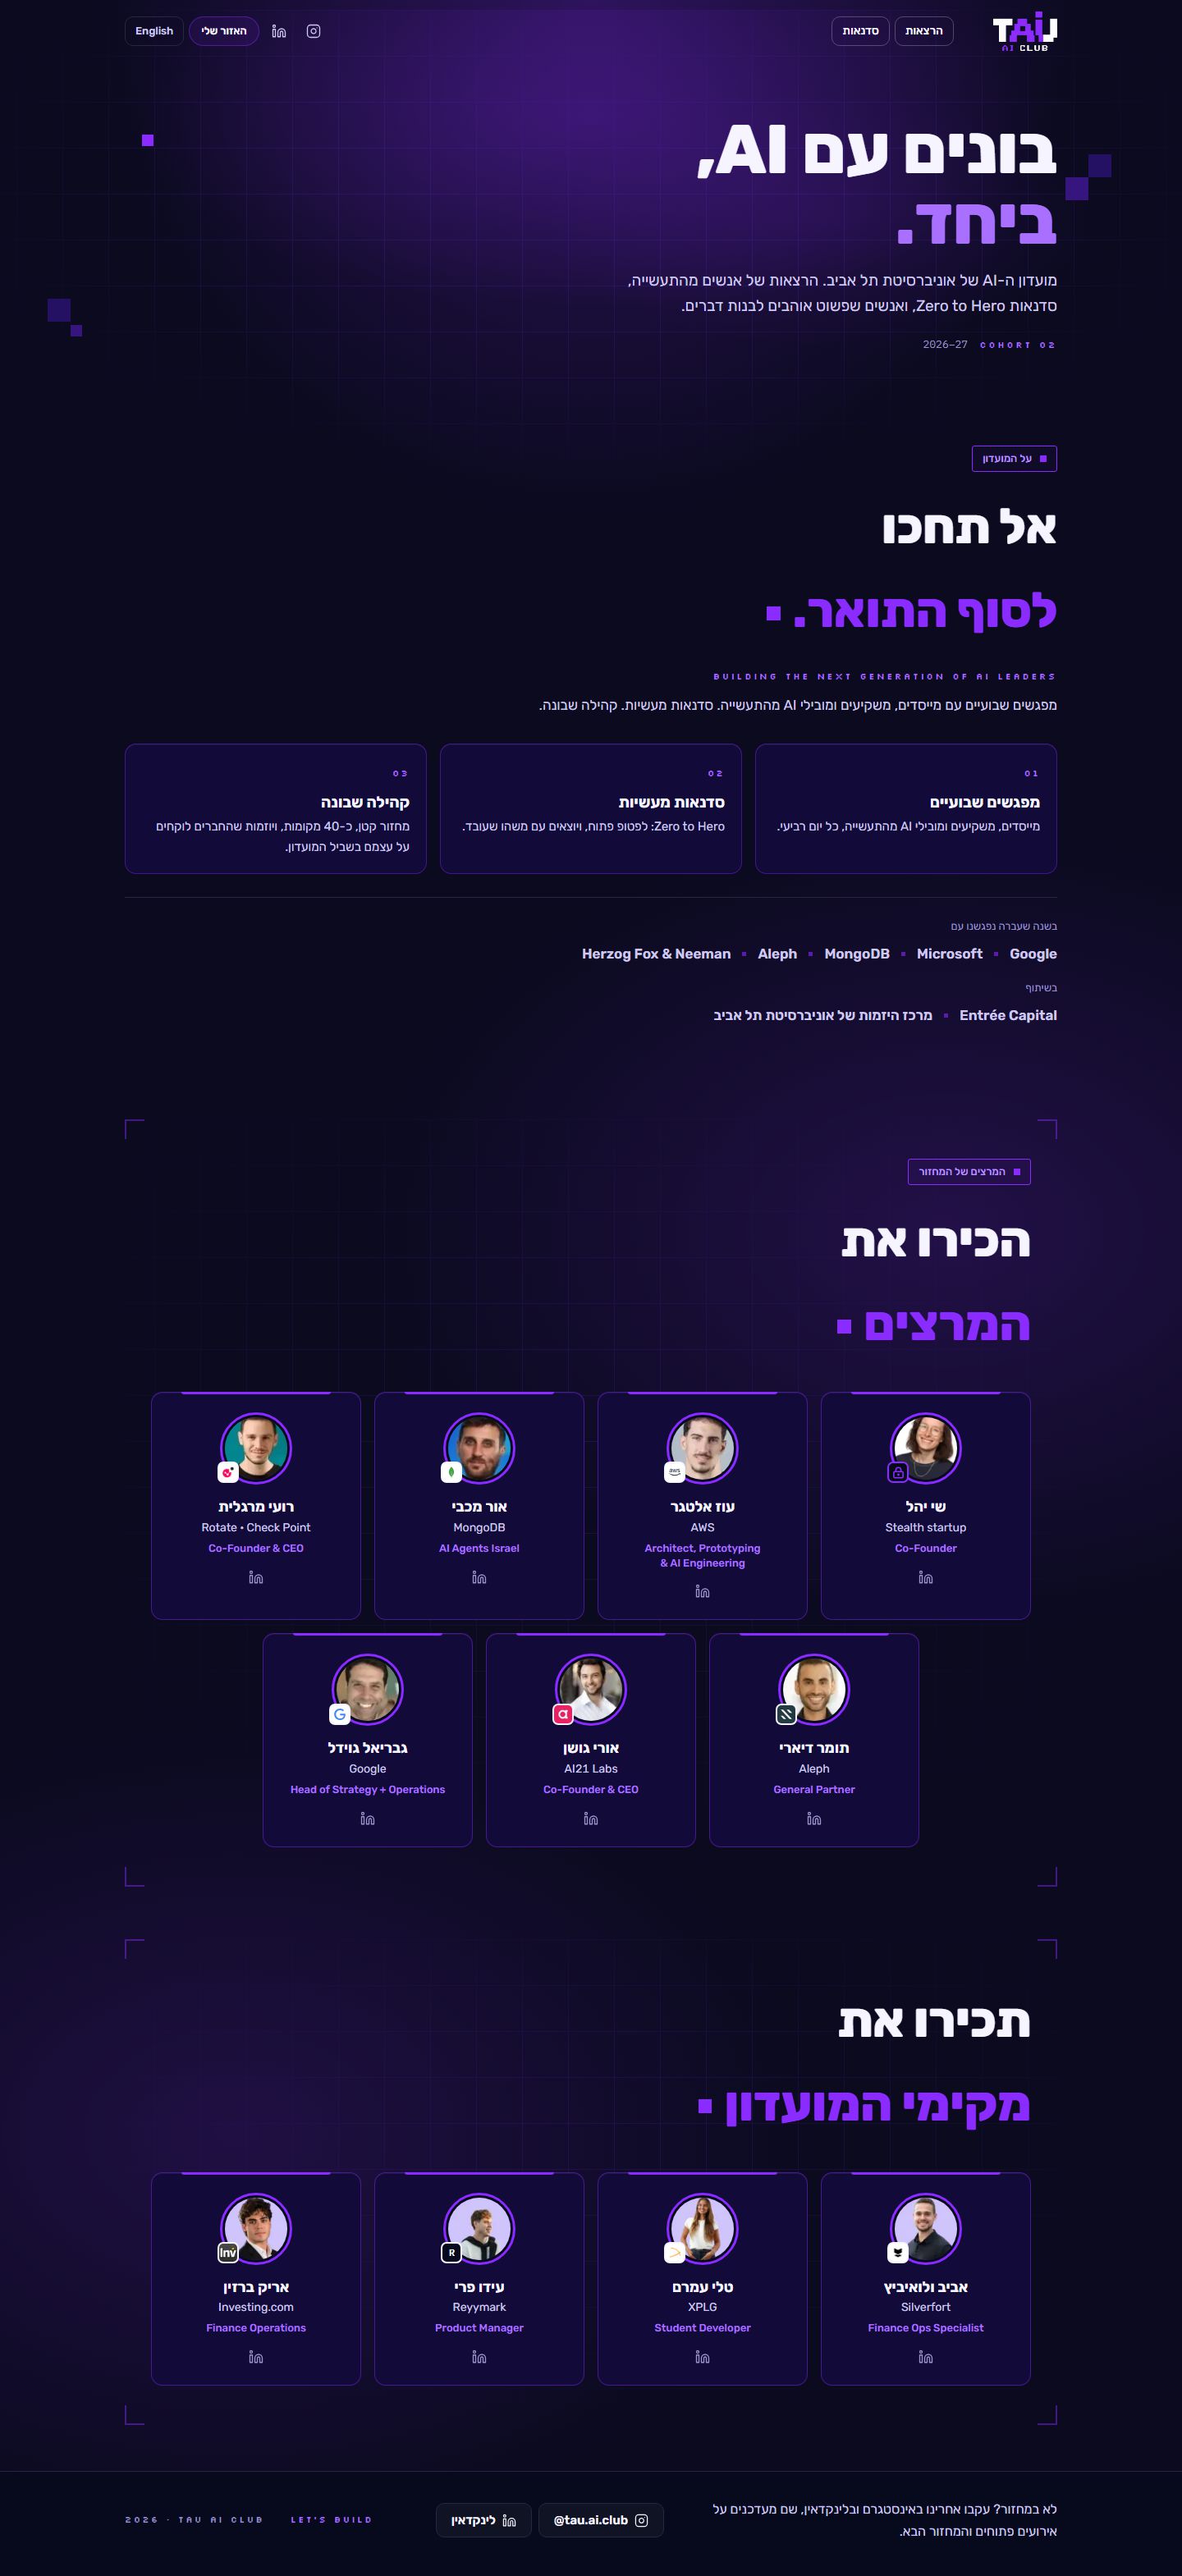 TAU
AI CLUB
הרצאות
סדנאות
האזור שלי
English
בונים עם AI,
ביחד.
מועדון ה-AI של אוניברסיטת תל אביב. הרצאות של אנשים מהתעשייה,
סדנאות Zero to Hero, ואנשים שפשוט אוהבים לבנות דברים.
COHORT 02 2026–27
על המועדון
אל תחכו
לסוף התואר.
BUILDING THE NEXT GENERATION OF AI LEADERS
מפגשים שבועיים עם מייסדים, משקיעים ומובילי AI מהתעשייה. סדנאות מעשיות. קהילה שבונה.
01
מפגשים שבועיים
מייסדים, משקיעים ומובילי AI מהתעשייה, כל יום רביעי.
02
סדנאות מעשיות
Zero to Hero: לפטופ פתוח, ויוצאים עם משהו שעובד.
03
קהילה שבונה
מחזור קטן, כ-40 מקומות, ויוזמות שהחברים לוקחים
על עצמם בשביל המועדון.
בשנה שעברה נפגשנו עם
Google ▪ Microsoft ▪ MongoDB ▪ Aleph ▪ Herzog Fox & Neeman
בשיתוף
Entrée Capital ▪ מרכז היזמות של אוניברסיטת תל אביב
המרצים של המחזור
הכירו את
המרצים
שי יהל
Stealth startup
Co-Founder
aws
עוז אלטגר
AWS
Architect, Prototyping
& AI Engineering
אור מכבי
MongoDB
AI Agents Israel
רועי מרגלית
Rotate • Check Point
Co-Founder & CEO
תומר דיארי
Aleph
General Partner
אורי גושן
AI21 Labs
Co-Founder & CEO
G
גבריאל גוידל
Google
Head of Strategy + Operations
תכירו את
מקימי המועדון
אביב ולואיביץ
Silverfort
Finance Ops Specialist
טלי עמרם
XPLG
Student Developer
R
עידו פרי
Reyymark
Product Manager
Inv
אריק ברזין
Investing.com
Finance Operations
לא במחזור? עקבו אחרינו באינסטגרם ובלינקדאין, שם מעדכנים על
אירועים פתוחים והמחזור הבא.
@tau.ai.club
לינקדאין
LET'S BUILD
2026 · TAU AI CLUB